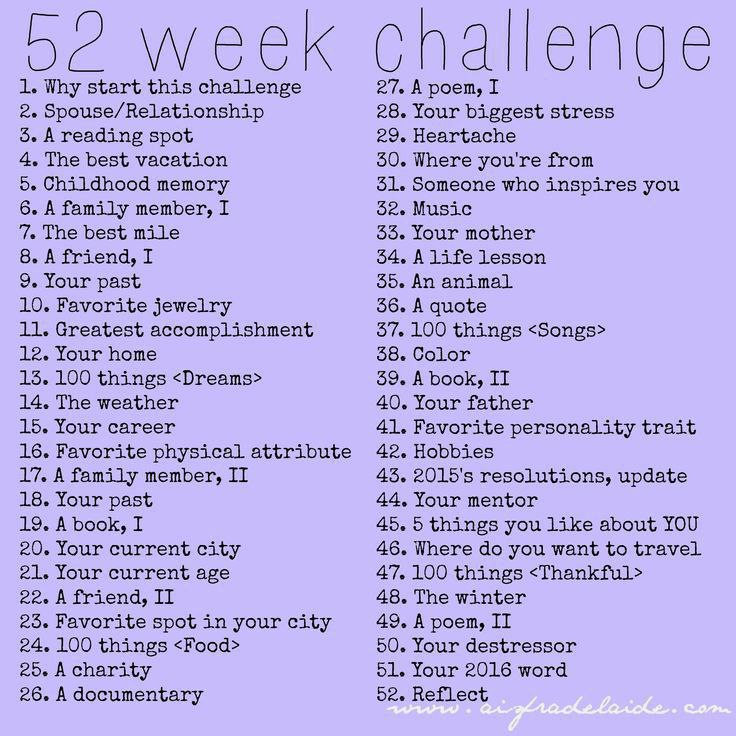 52 week challenge
1. Why start this challenge
2. Spouse/Relationship
3. A reading spot
4. The best vacation
5. Childhood memory
6. A family member, I
7. The best mile
8. A friend, I
9. Your past
10. Favorite jewelry
11. Greatest accomplishment
12. Your home
13. 100 things <Dreams>
14. The weather
15. Your career
16. Favorite physical attribute
17. A family member, II
18. Your past
19. A book, I
20. Your current city
21. Your current age
22. A friend, II
23. Favorite spot in your city
24. 100 things <Food>
25. A charity
26. A documentary
27. A poem, I
28. Your biggest stress
29. Heartache
30. Where you're from
31. Someone who inspires you
32. Music
33. Your mother
34. A life lesson
35. An animal
36. A quote
37. 100 things <Songs>
38. Color
39. A book, II
40. Your father
41. Favorite personality trait
42. Hobbies
43. 2015's resolutions, update
44. Your mentor
45. 5 things you like about YOU
46. Where do you want to travel
47. 100 things <Thankful>
48. The winter
49. A poem, II
50. Your destressor
51. Your 2016 word
52. Reflect
www.aizfradelaide.com